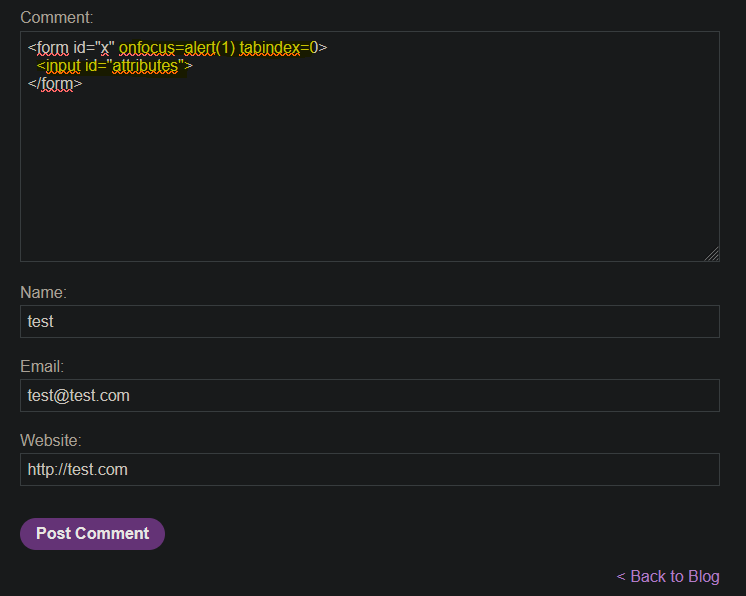 Comment:
<form id="x" onfocus=alert(1) tabindex=0>
<input id="attributes">
</form>
Name:
test
Email:
test@test.com
Website:
http://test.com
Post Comment
< Back to Blog